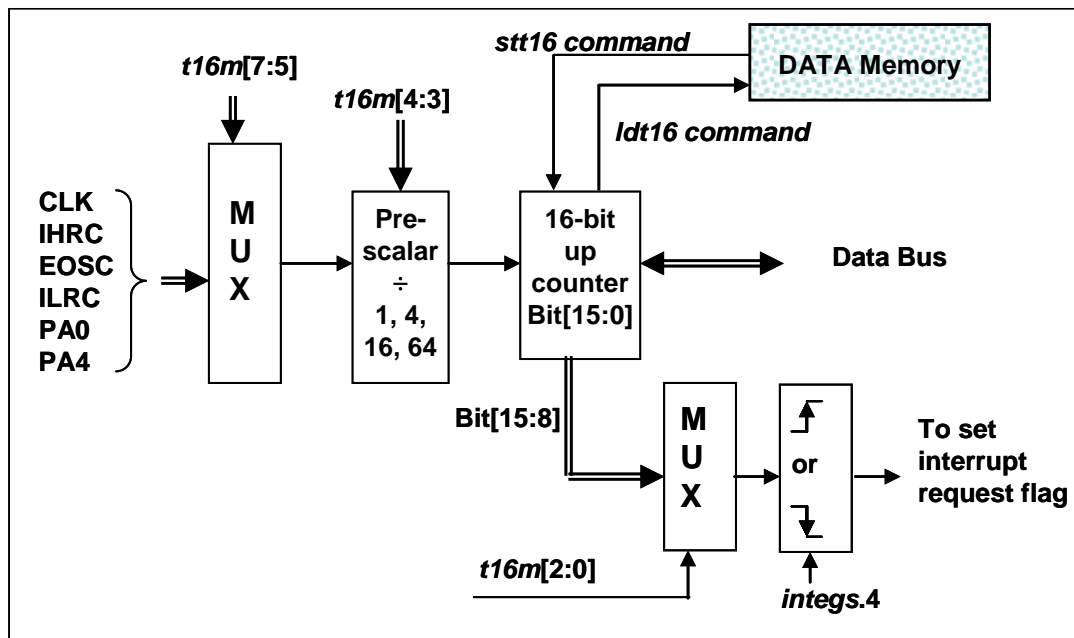 stt16 command
DATA Memory
t16m[7:5]
t16m[4:3]
ldt16 command
CLK
IHRC
EOSC
ILRC
PA0
PA4
M
U
X
Pre-
scalar
÷
1, 4,
16, 64
16-bit
up
counter
Bit[15:0]
Data Bus
Bit[15:8]
M
U
X
or
To set
interrupt
request flag
t16m[2:0]
integs.4